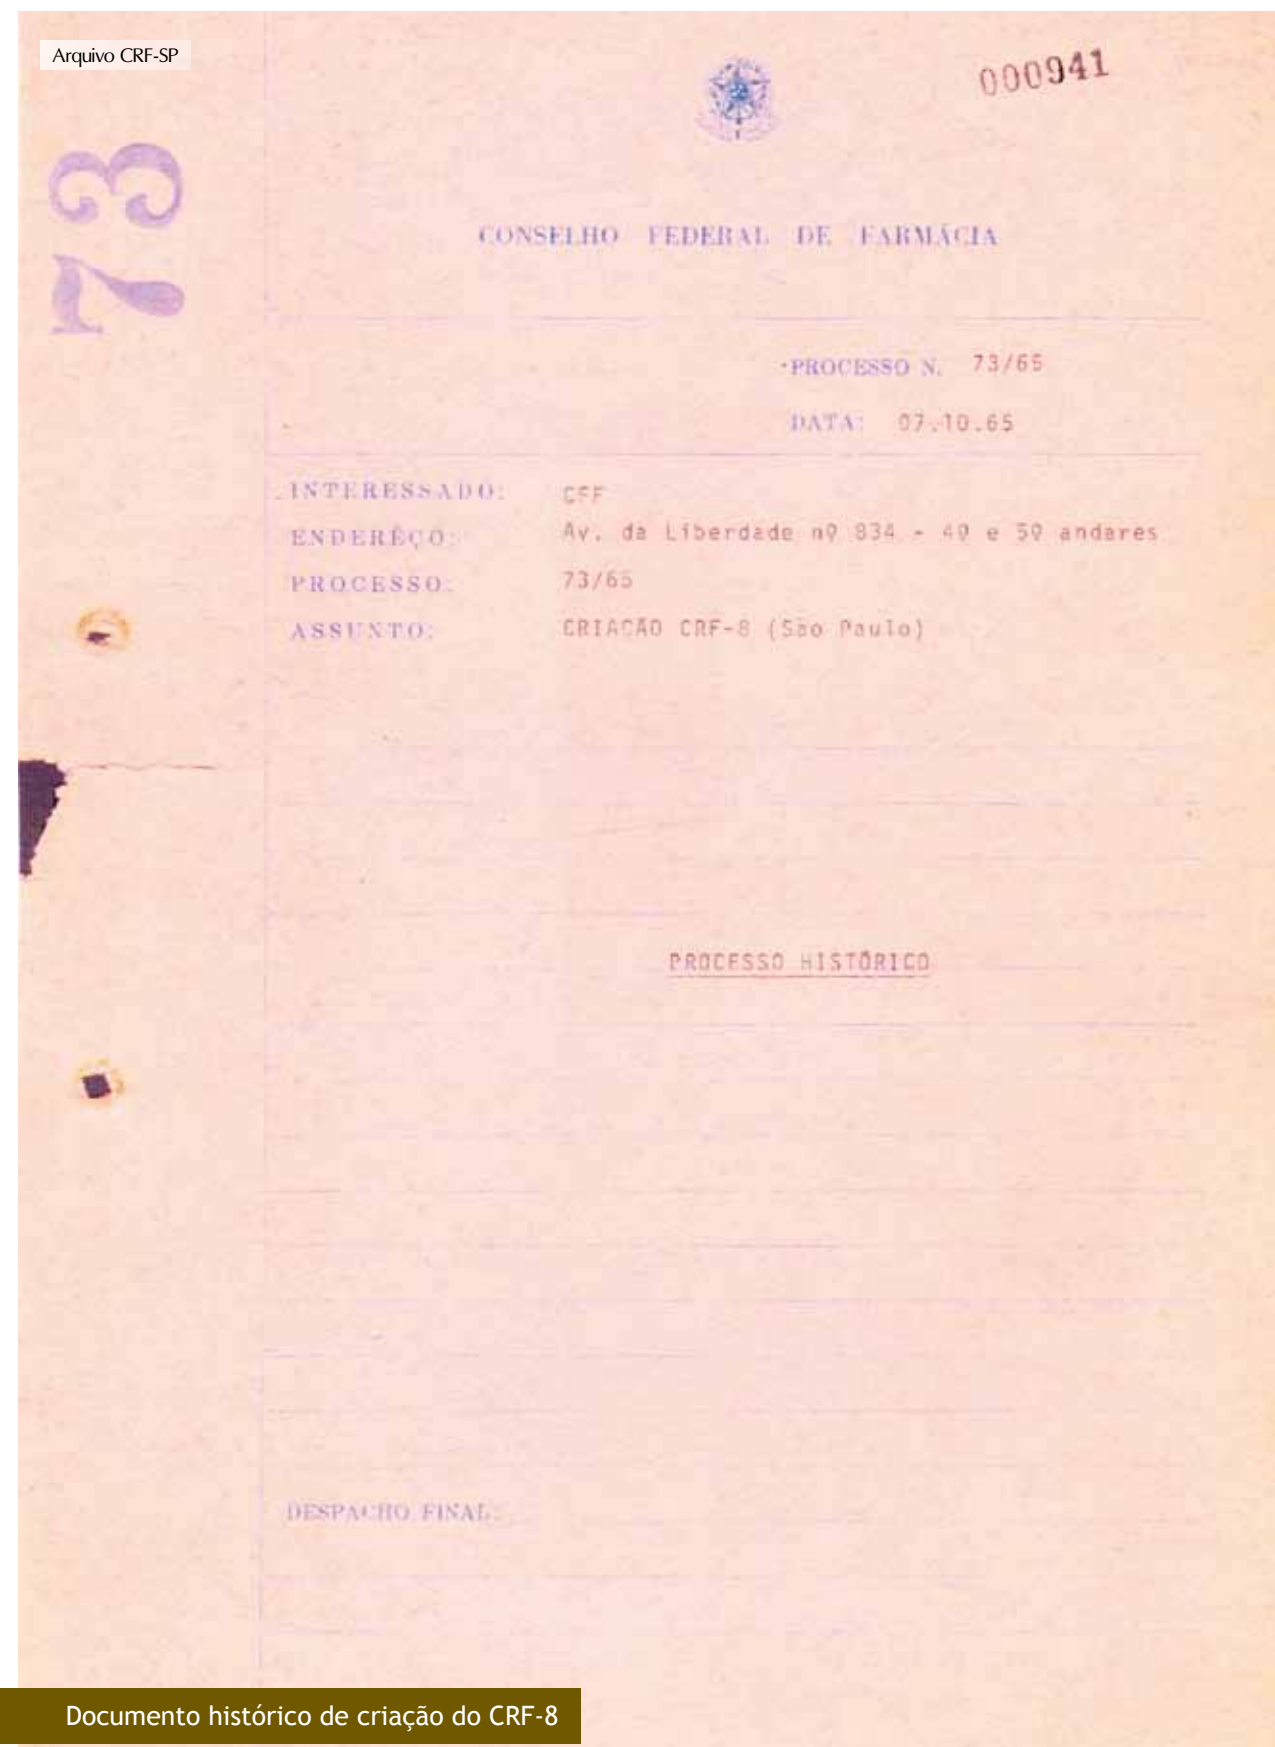 Arquivo CRF-SP
000941
73
CONSELHO FEDERAL DE FARMÁCIA
PROCESSO N. 73/65
DATA: 07.10.65
INTERESSADO: CFF
ENDERÊÇO: Av. da Liberdade nº 834 - 4º e 5º andares
PROCESSO: 73/65
ASSUNTO: CRIAÇÃO CRF-8 (São Paulo)
PROCESSO HISTÓRICO
DESPACHO FINAL:
Documento histórico de criação do CRF-8